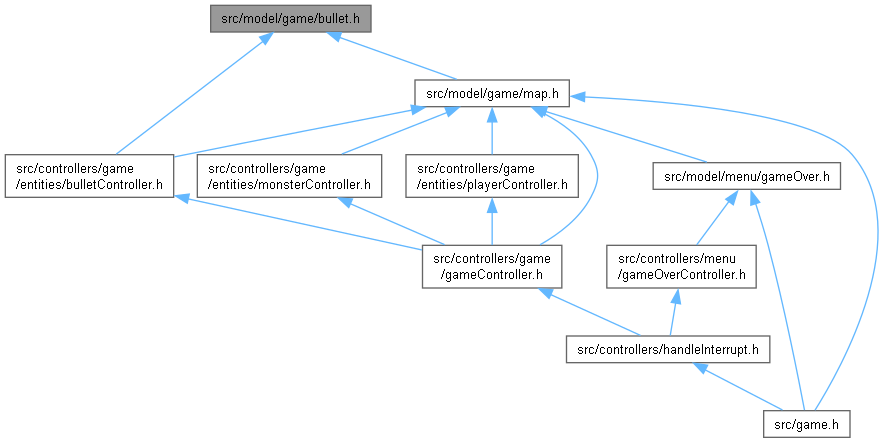 src/model/game/bullet.h
src/model/game/map.h
src/controllers/game
/entities/bulletController.h
src/controllers/game
/entities/monsterController.h
src/controllers/game
/entities/playerController.h
src/model/menu/gameOver.h
src/controllers/game
/gameController.h
src/controllers/menu
/gameOverController.h
src/controllers/handleInterrupt.h
src/game.h